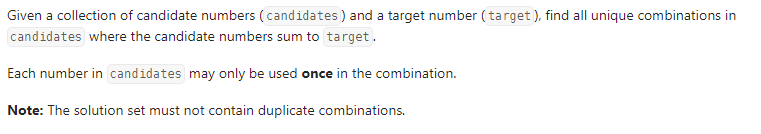 Given a collection of candidate numbers (candidates) and a target number (target), find all unique combinations in
candidates where the candidate numbers sum to target.
Each number in candidates may only be used once in the combination.
Note: The solution set must not contain duplicate combinations.